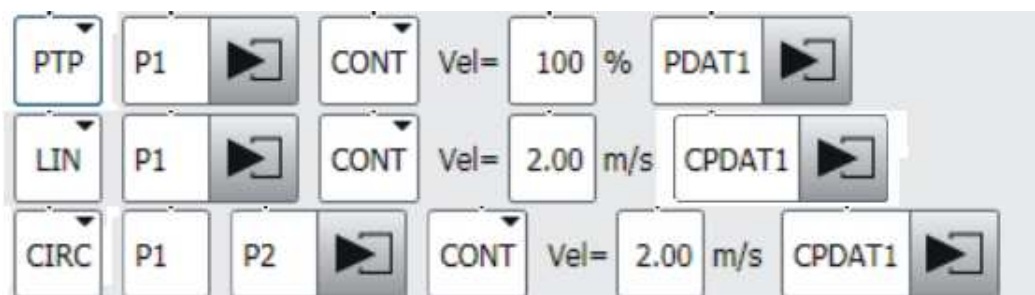 PTP P1 CONT Vel= 100 % PDAT1
LIN P1 CONT Vel= 2.00 m/s CPDAT1
CIRC P1 P2 CONT Vel= 2.00 m/s CPDAT1